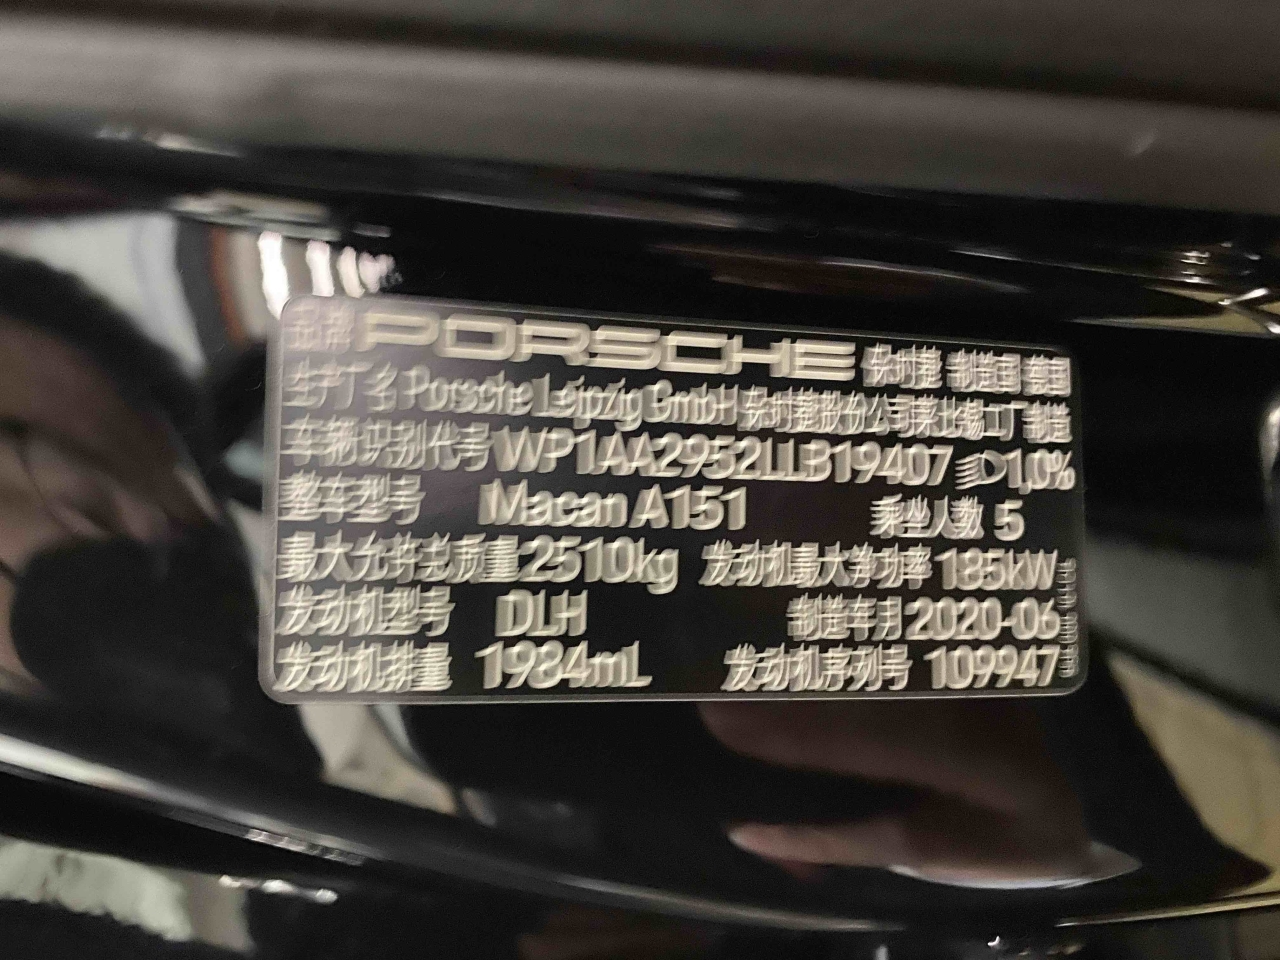 品牌 PORSCHE 保时捷 制造国 德国
生产厂名 Porsche Leipzig GmbH 保时捷股份公司莱比锡工厂 制造
车辆识别代号 WP1AA2952LLB19407 1,0%
整车型号 Macan A151 乘坐人数 5
最大允许总质量 2510kg 发动机最大净功率 185kW
发动机型号 DLH 制造年月 2020-06
发动机排量 1984mL 发动机序列号 109947